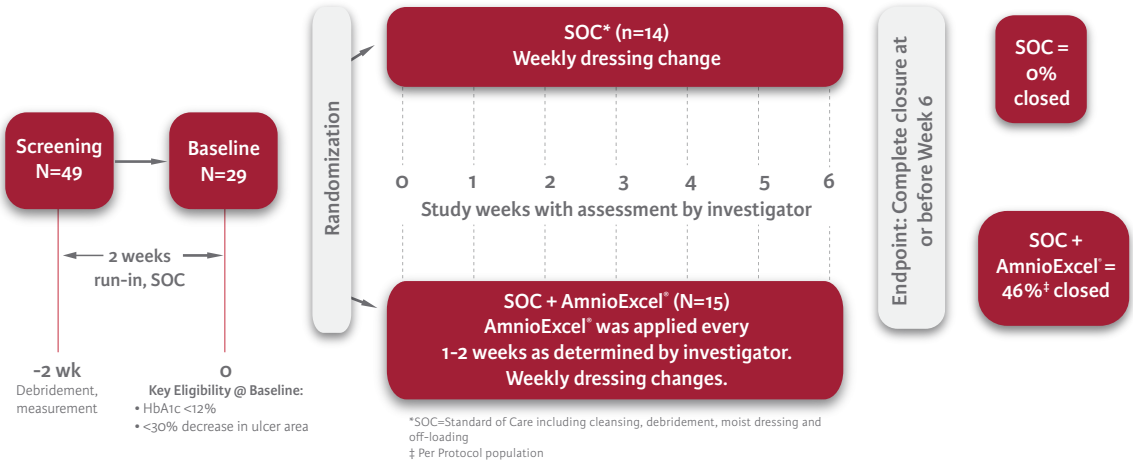 Screening
N=49
Baseline
N=29
2 weeks
run-in, SOC
-2 wk
Debridement,
measurement
0
Key Eligibility @ Baseline:
• HbA1c <12%
• <30% decrease in ulcer area
Randomization
SOC* (n=14)
Weekly dressing change
0 1 2 3 4 5 6
Study weeks with assessment by investigator
SOC + AmnioExcel® (N=15)
AmnioExcel® was applied every
1-2 weeks as determined by investigator.
Weekly dressing changes.
*SOC=Standard of Care including cleansing, debridement, moist dressing and
off-loading
‡ Per Protocol population
Endpoint: Complete closure at
or before Week 6
SOC =
0%
closed
SOC +
AmnioExcel® =
46%‡ closed